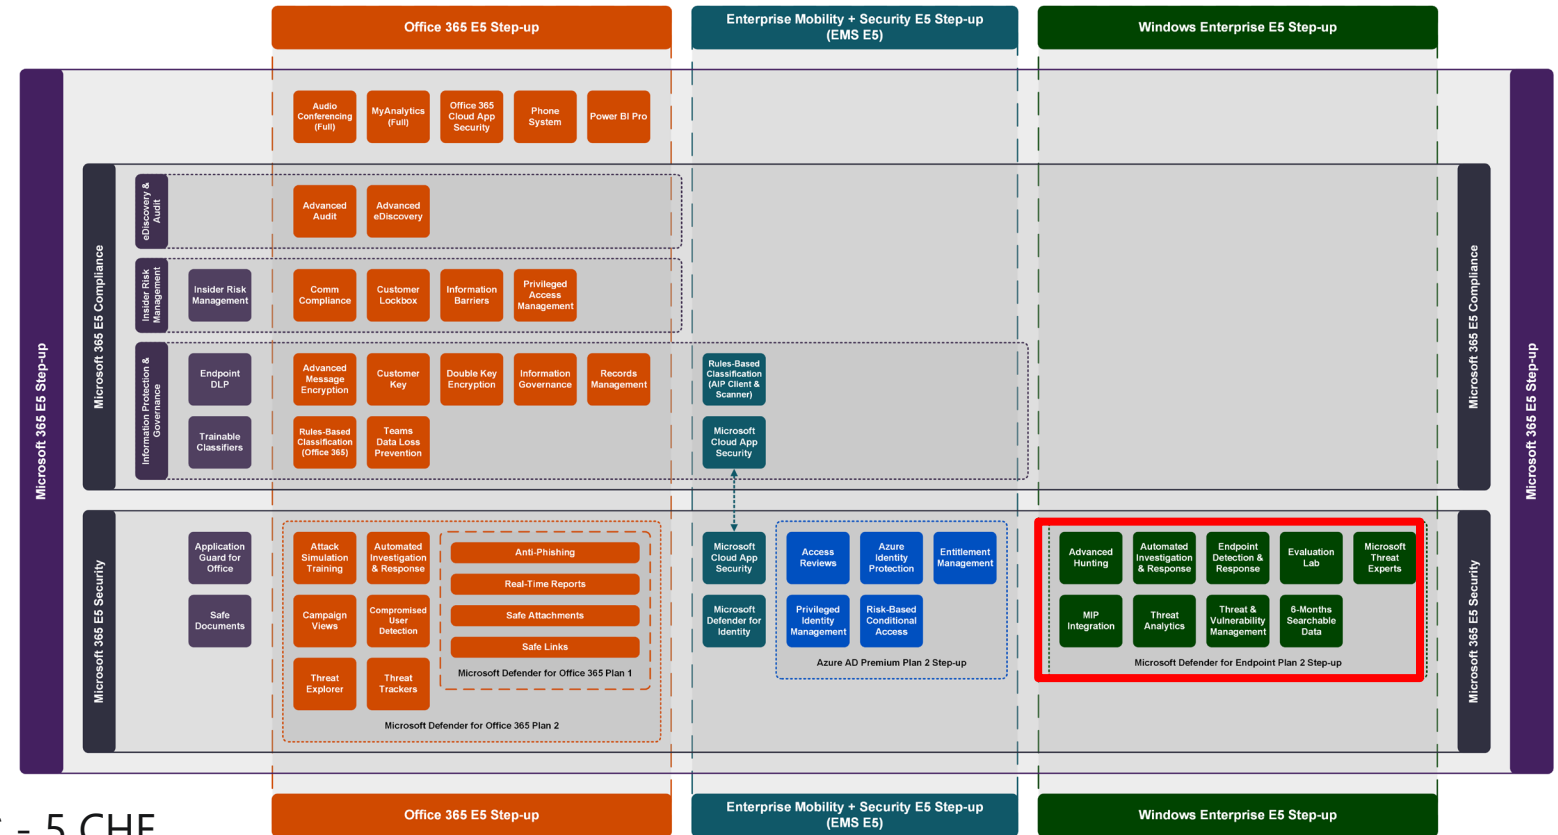 Office 365 E5 Step-up
Enterprise Mobility + Security E5 Step-up
(EMS E5)
Windows Enterprise E5 Step-up
Microsoft 365 E5 Step-up
Audio
Conferencing
(Full)
MyAnalytics
(Full)
Office 365
Cloud App
Security
Phone
System
Power BI Pro
Microsoft 365 E5 Compliance
eDiscovery &
Audit
Advanced
Audit
Advanced
eDiscovery
Insider Risk
Management
Insider Risk
Management
Comm
Compliance
Customer
Lockbox
Information
Barriers
Privileged
Access
Management
Information Protection &
Governance
Endpoint
DLP
Advanced
Message
Encryption
Customer
Key
Double Key
Encryption
Information
Governance
Records
Management
Rules-Based
Classification
(AIP Client &
Scanner)
Trainable
Classifiers
Rules-Based
Classification
(Office 365)
Teams
Data Loss
Prevention
Microsoft
Cloud App
Security
Microsoft 365 E5 Compliance
Microsoft 365 E5 Security
Application
Guard for
Office
Safe
Documents
Attack
Simulation
Training
Automated
Investigation
& Response
Campaign
Views
Compromised
User
Detection
Threat
Explorer
Threat
Trackers
Anti-Phishing
Real-Time Reports
Safe Attachments
Safe Links
Microsoft Defender for Office 365 Plan 1
Microsoft Defender for Office 365 Plan 2
Microsoft
Cloud App
Security
Microsoft
Defender for
Identity
Access
Reviews
Azure
Identity
Protection
Entitlement
Management
Privileged
Identity
Management
Risk-Based
Conditional
Access
Azure AD Premium Plan 2 Step-up
Advanced
Hunting
Automated
Investigation
& Response
Endpoint
Detection &
Response
Evaluation
Lab
Microsoft
Threat
Experts
MIP
Integration
Threat
Analytics
Threat &
Vulnerability
Management
6-Months
Searchable
Data
Microsoft Defender for Endpoint Plan 2 Step-up
Microsoft 365 E5 Security
Microsoft 365 E5 Step-up
Office 365 E5 Step-up
Enterprise Mobility + Security E5 Step-up
(EMS E5)
Windows Enterprise E5 Step-up
- 5 CHF